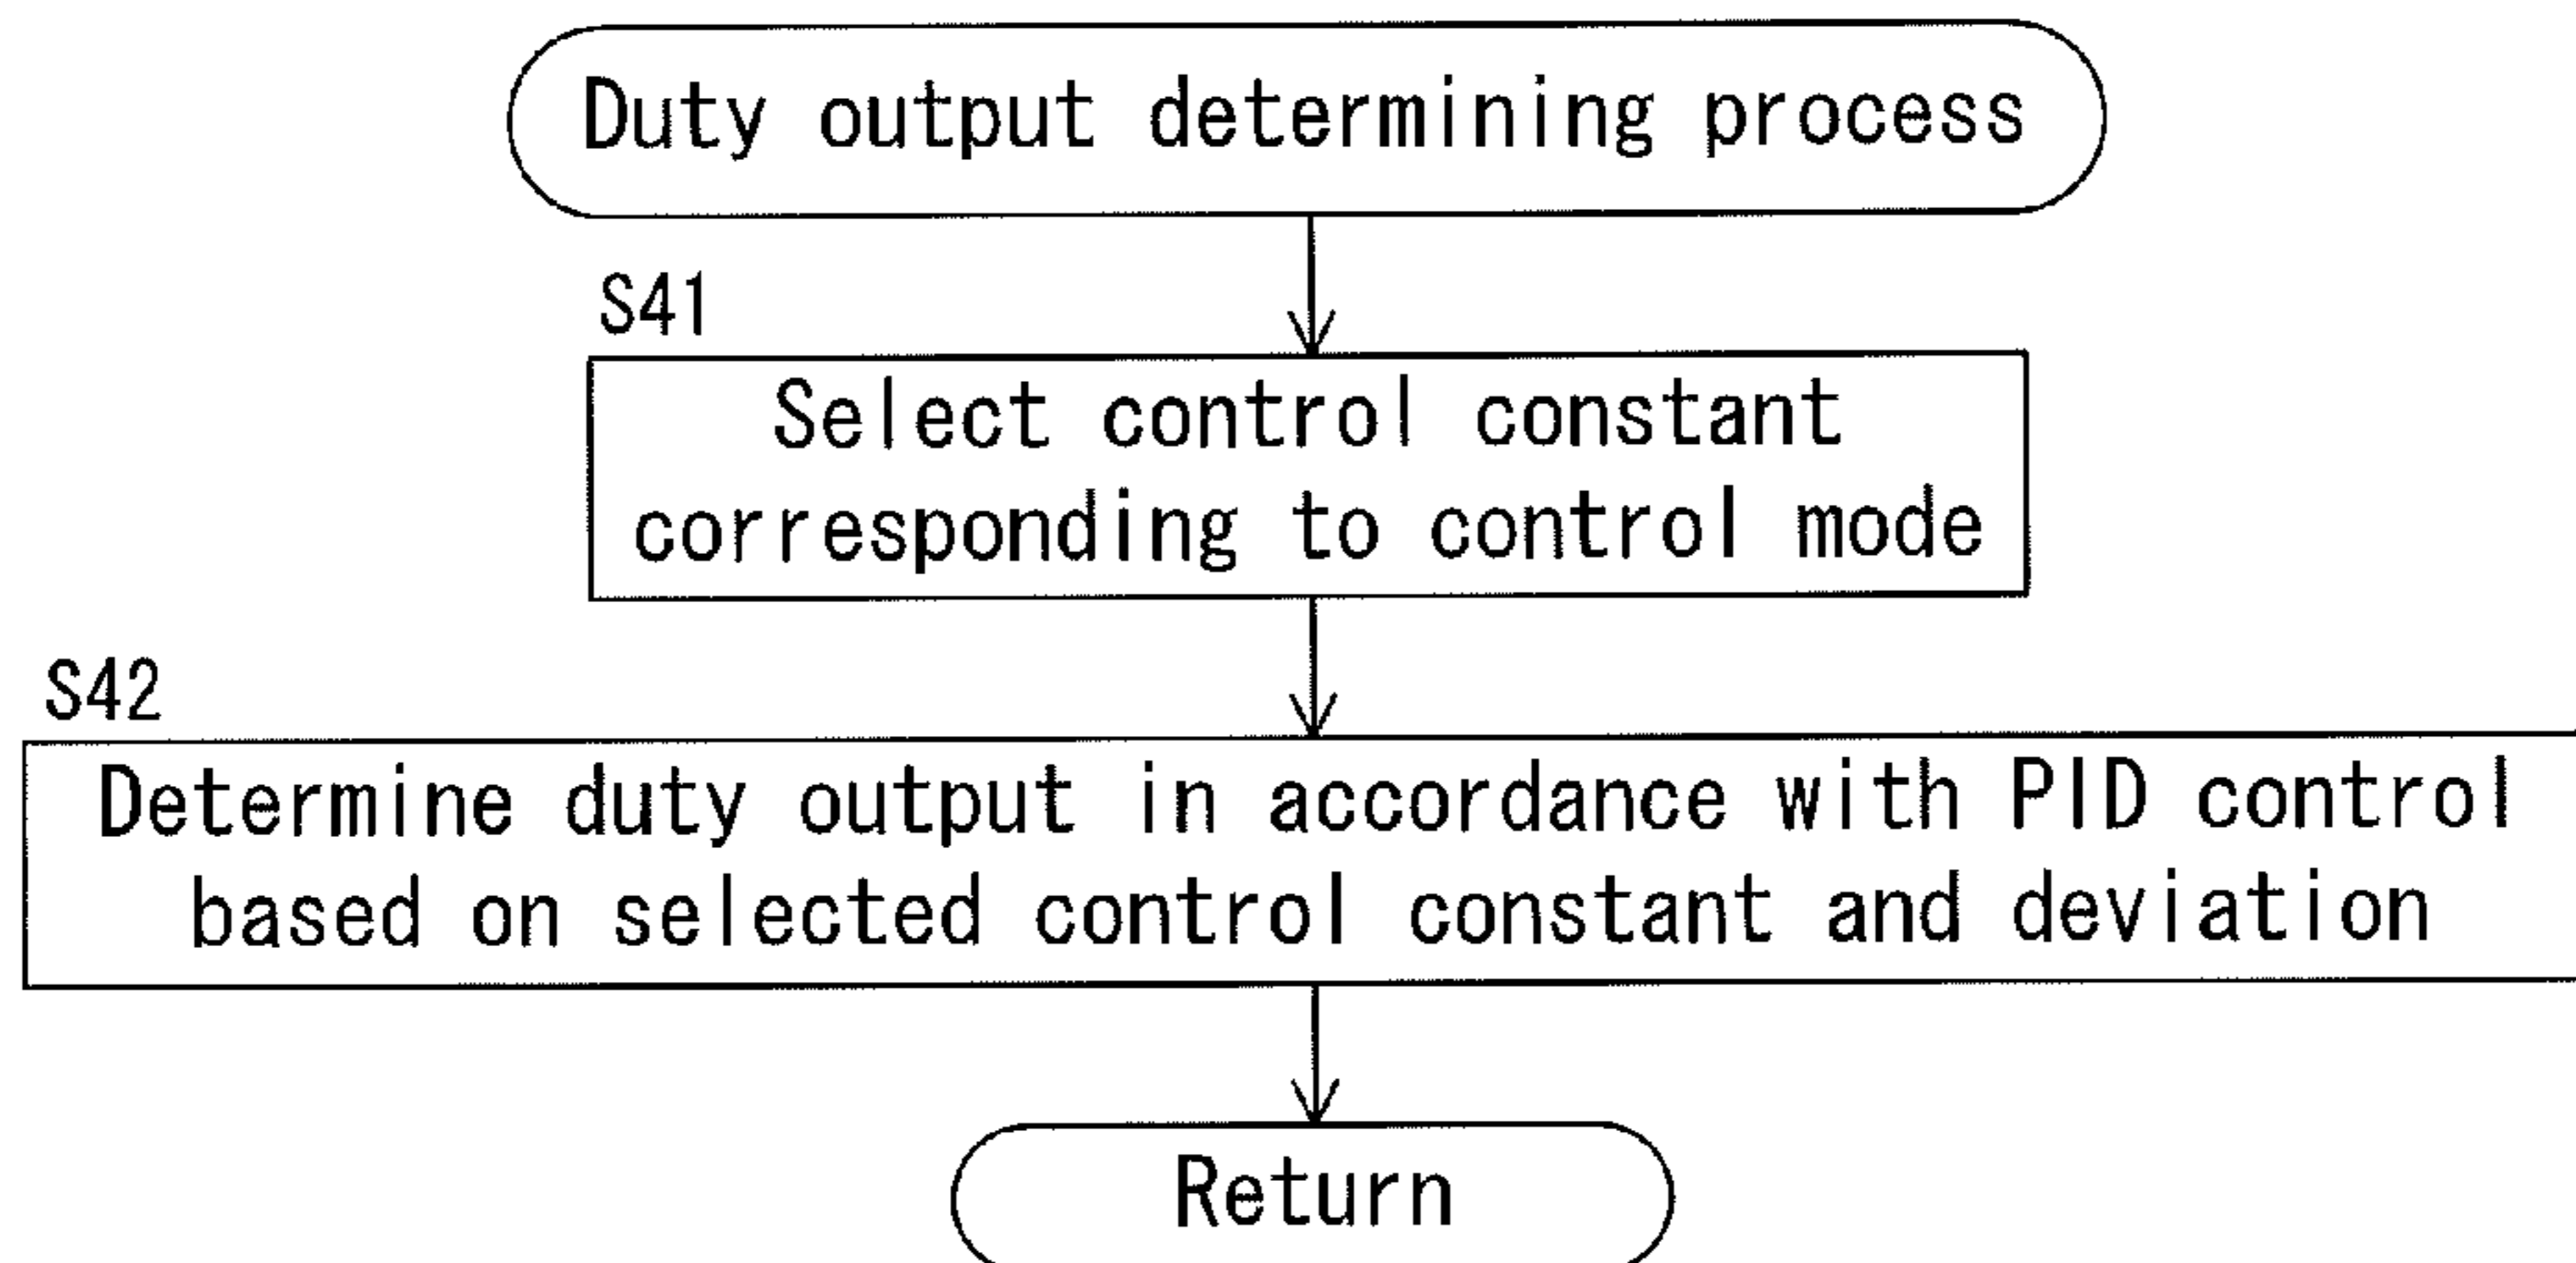 Duty output determining process
S41
Select control constant
corresponding to control mode
S42
Determine duty output in accordance with PID control
based on selected control constant and deviation
Return